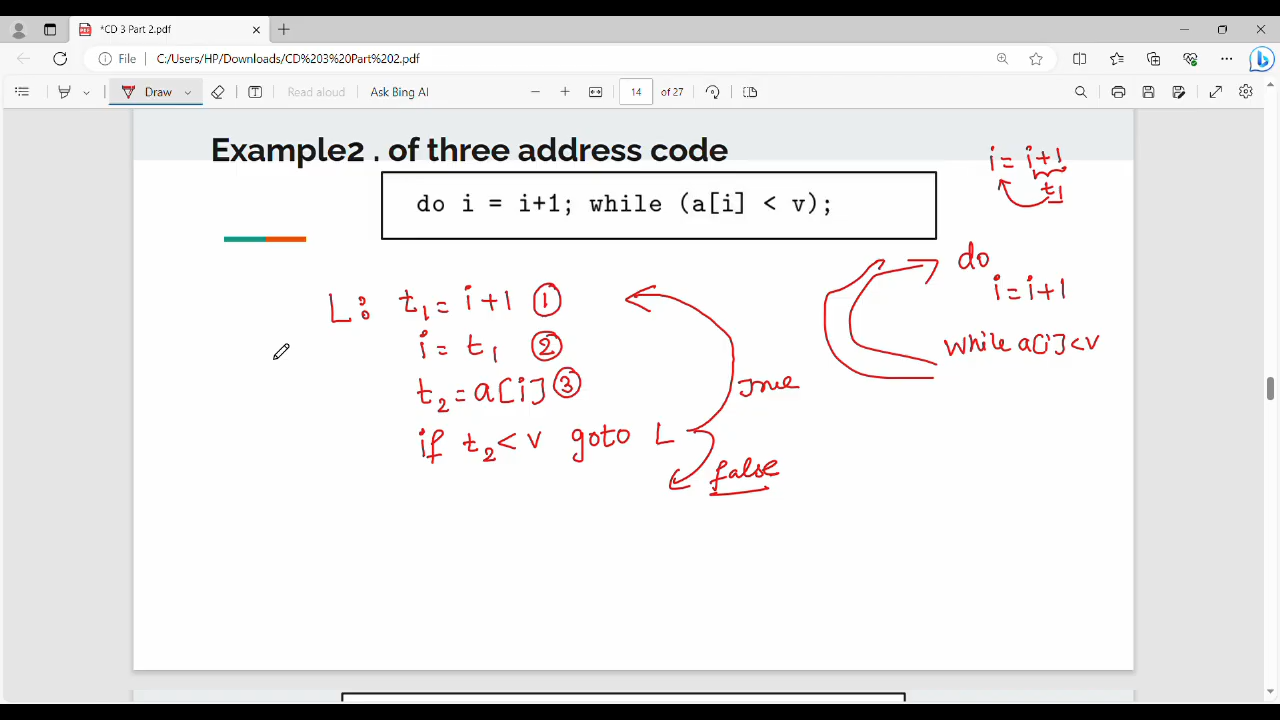 *CD 3 Part 2.pdf
File C:/Users/HP/Downloads/CD%203%20Part%202.pdf
Draw Read aloud Ask Bing AI 14 of 27
Example2 . of three address code
i = i+1
t1
do i = i+1; while (a[i] < v);
do
i = i+1
while a[i] < v
L: t1 = i+1 ①
i = t1 ②
t2 = a[i] ③
True
if t2 < v goto L
false